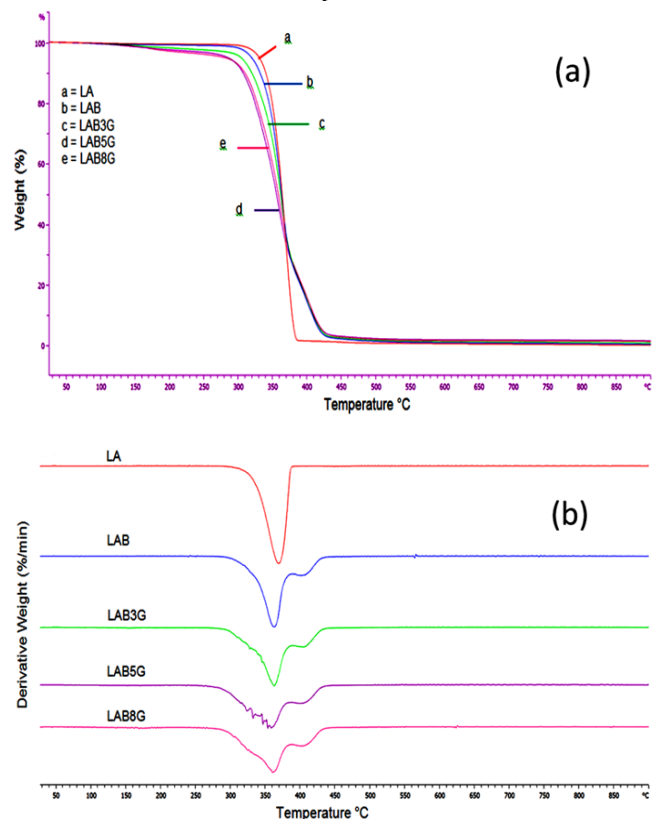 %
100
80
60
40
20
0
Weight (%)
a = LA
b = LAB
c = LAB3G
d = LAB5G
e = LAB8G
a
b
c
e
d
(a)
50 100 150 200 250 300 350 400 450 500 550 600 650 700 750 800 850 °C
Temperature °C
(b)
Derivative Weight (%/min)
LA
LAB
LAB3G
LAB5G
LAB8G
50 100 150 200 250 300 350 400 450 500 550 600 650 700 750 800 850 °C
Temperature °C